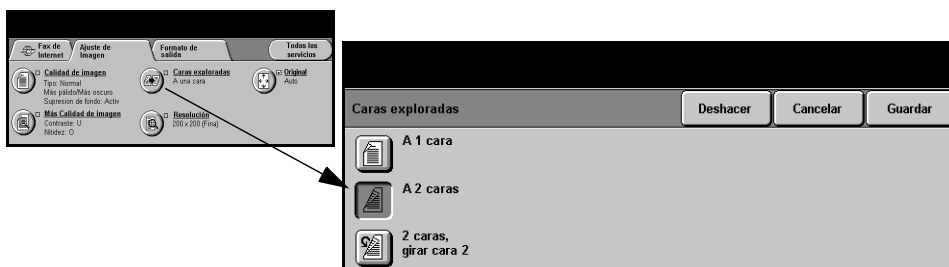 Fax de
Internet
Ajuste de
Imagen
Formato de
salida
Todos los
servicios
Calidad de imagen
Tipo: Normal
Más pálido/Más oscuro
Supresion de fondo: Activ
Caras exploradas
A una cara
Original
Auto
Más Calidad de imagen
Contraste: U
Nitidez: O
Resolución
200 x 200 (Fina)
Caras exploradas
Deshacer
Cancelar
Guardar
A 1 cara
A 2 caras
2 caras,
girar cara 2